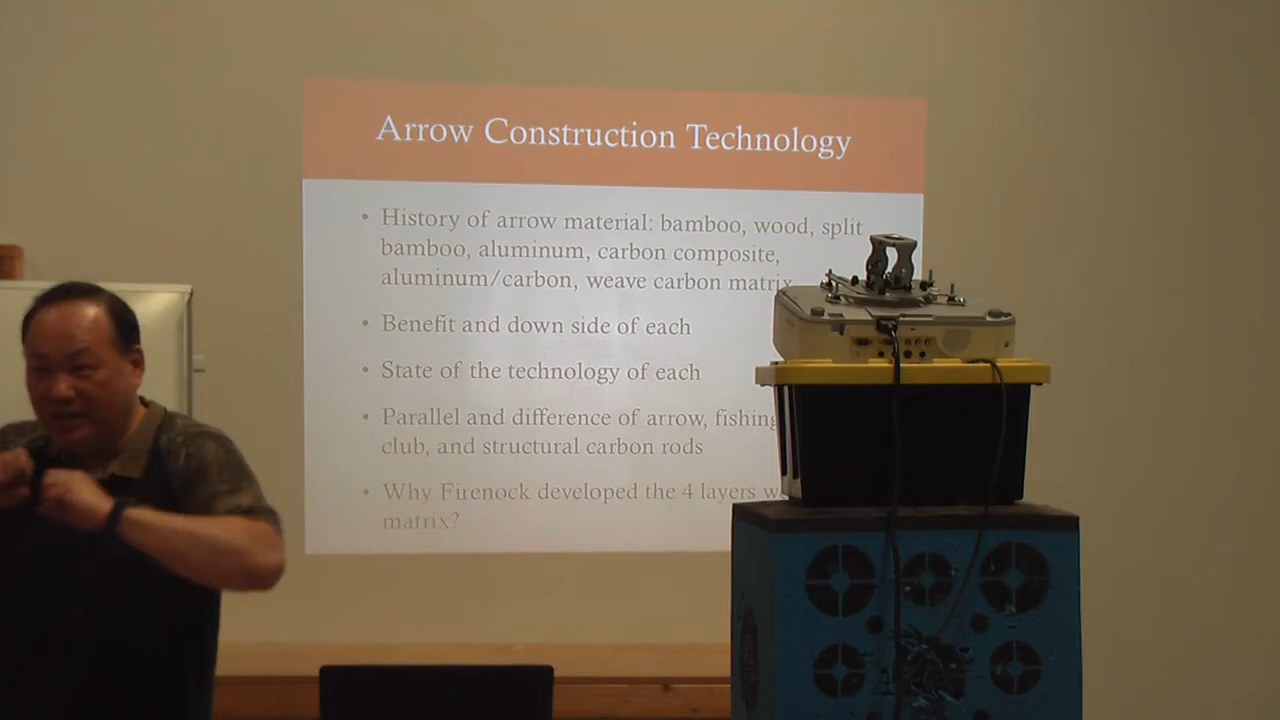 Arrow Construction Technology
• History of arrow material: bamboo, wood, split
bamboo, aluminum, carbon composite,
aluminum/carbon, weave carbon matrix
• Benefit and down side of each
• State of the technology of each
• Parallel and difference of arrow, fishing
club, and structural carbon rods
• Why Firenock developed the 4 layers
matrix?